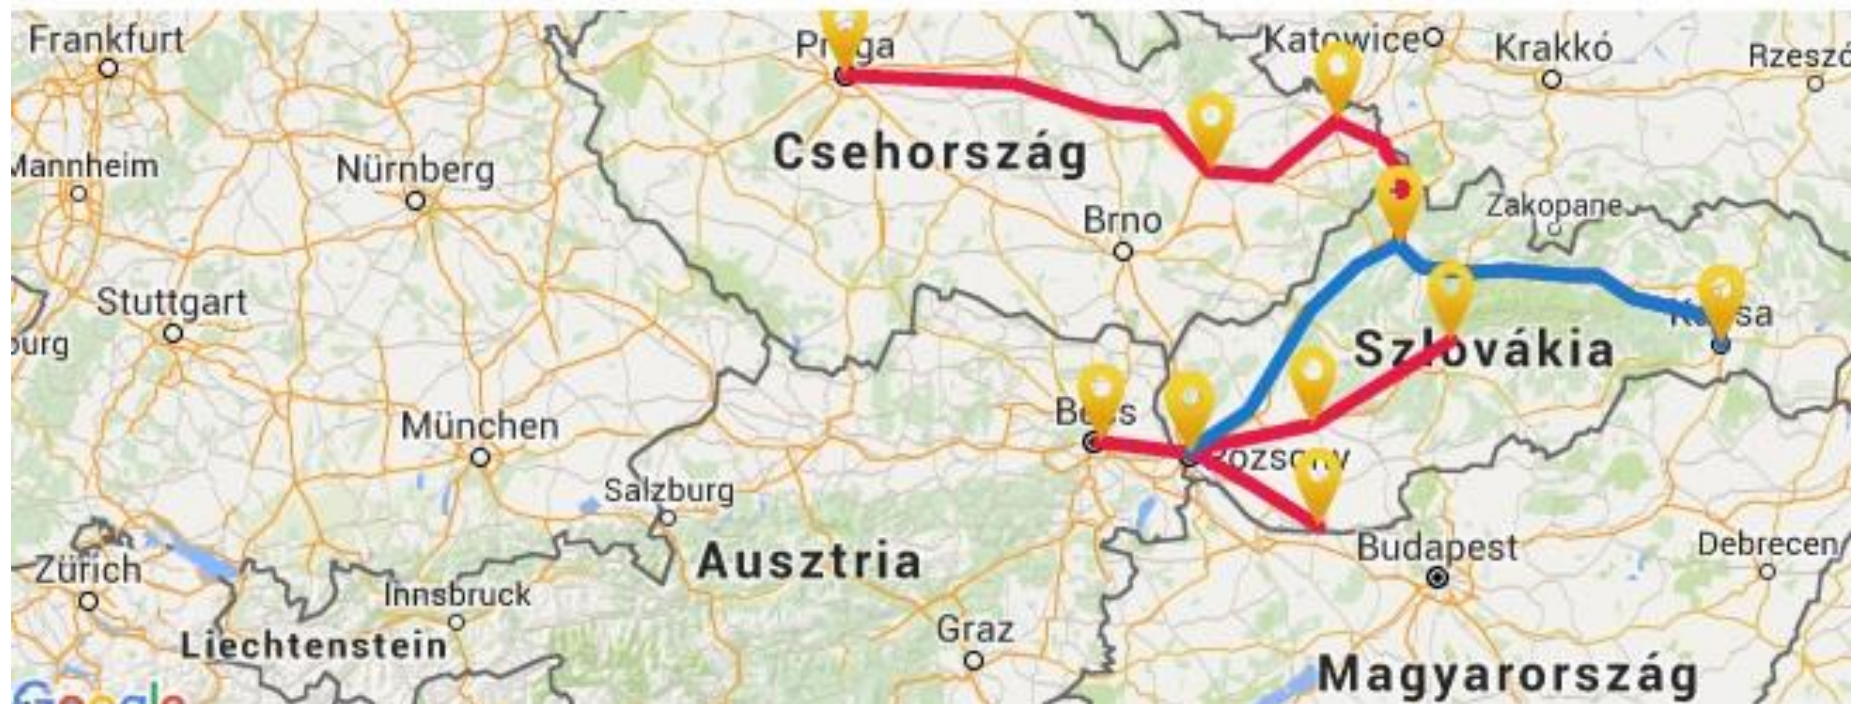 Frankfurt
Katowice
Krakkó
Csehország
Mannheim
Nürnberg
Zakopane
Brno
Stuttgart
Szlovákia
München
Salzburg
Ausztria
Budapest
Debrecen
Zürich
Innsbruck
Liechtenstein
Graz
Magyarország
Google